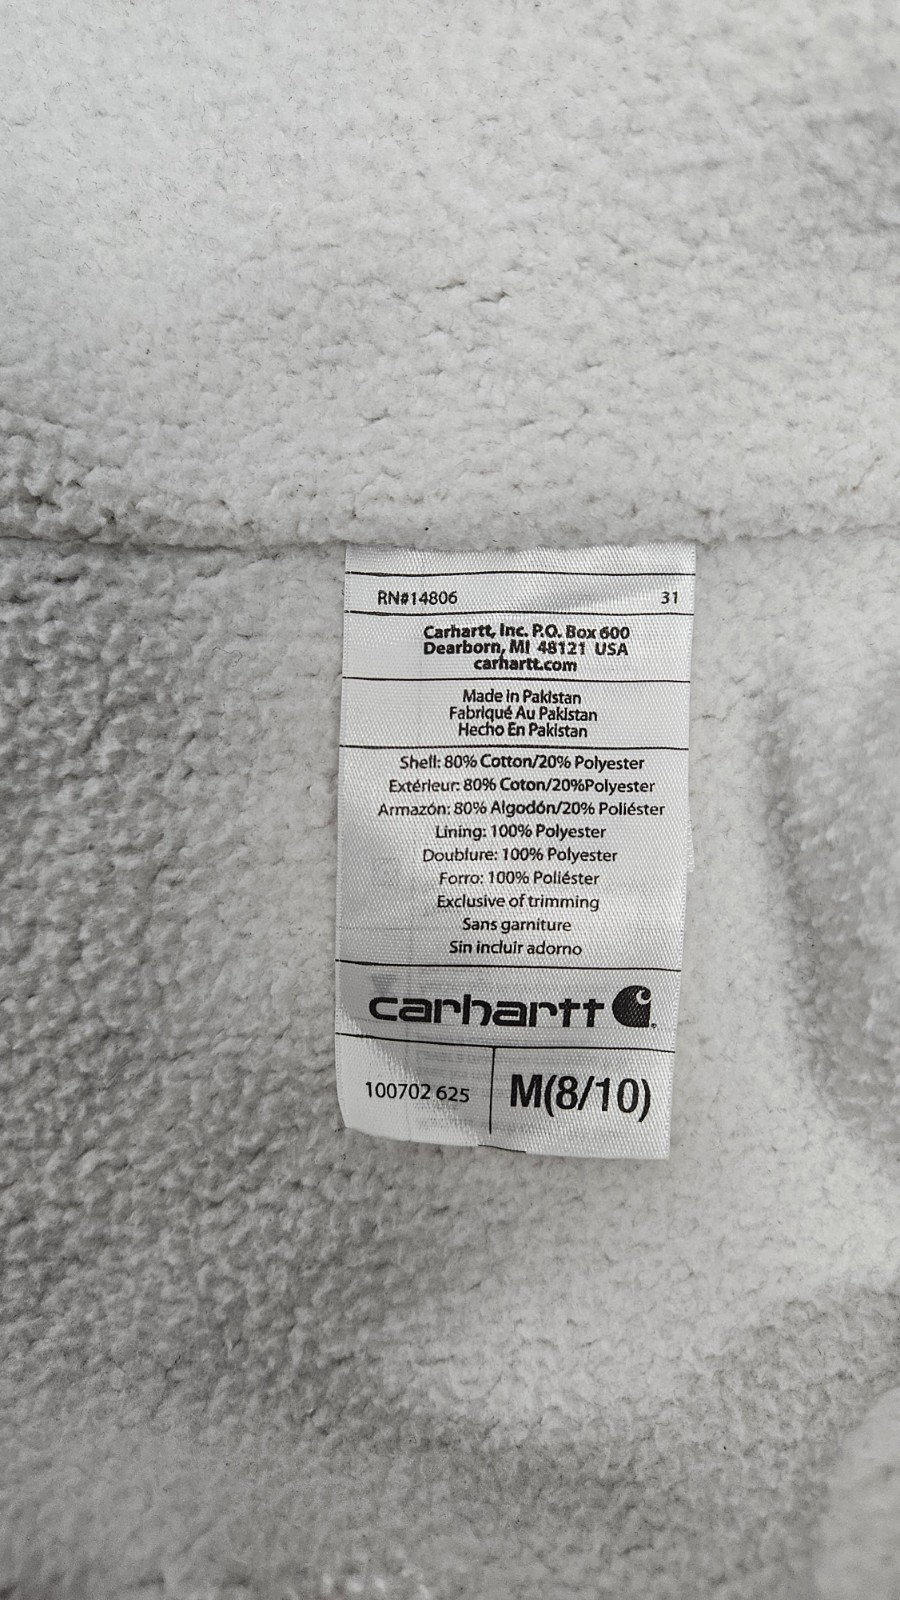 RN#14806 31
Carhartt, Inc. P.O. Box 600
Dearborn, MI 48121 USA
carhartt.com
Made in Pakistan
Fabriqué Au Pakistan
Hecho En Pakistan
Shell: 80% Cotton/20% Polyester
Extérieur: 80% Coton/20%Polyester
Armazón: 80% Algodón/20% Poliéster
Lining: 100% Polyester
Doublure: 100% Polyester
Forro: 100% Poliéster
Exclusive of trimming
Sans garniture
Sin incluir adorno
carhartt
100702 625 M(8/10)